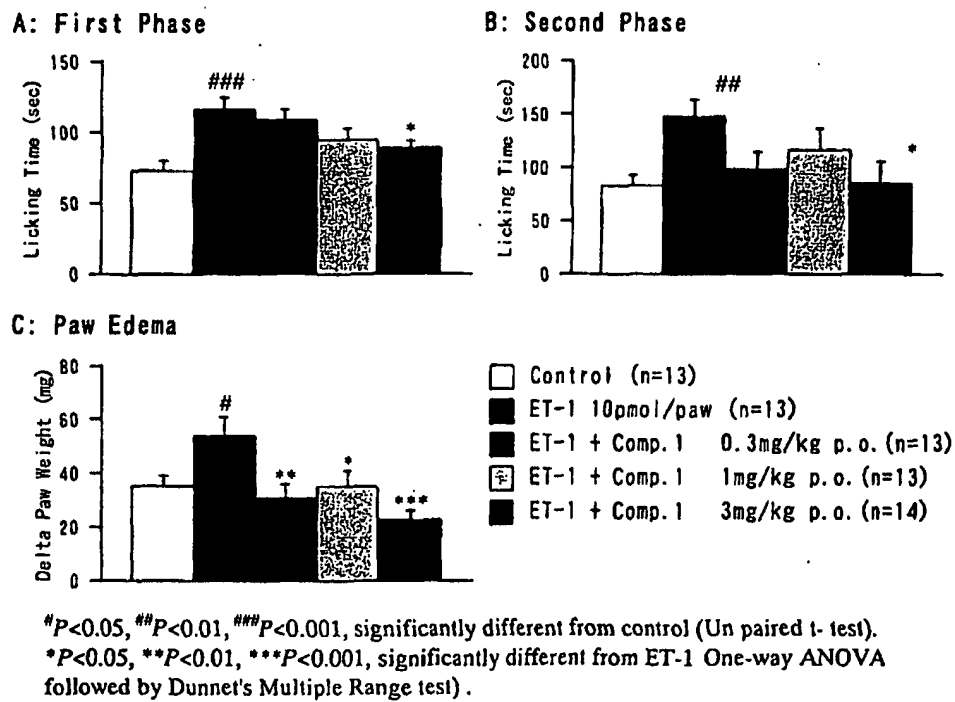 A: First Phase
B: Second Phase
Licking Time (sec)
150
100
50
0
###
*
Licking Time (sec)
200
150
100
50
0
##
*
C: Paw Edema
Delta Paw Weight (mg)
80
60
40
20
0
#
**
*
***
Control (n=13)
ET-1 10pmol/paw (n=13)
ET-1 + Comp.1 0.3mg/kg p.o.(n=13)
ET-1 + Comp.1 1mg/kg p.o.(n=13)
ET-1 + Comp.1 3mg/kg p.o.(n=14)
#P<0.05, ##P<0.01, ###P<0.001, significantly different from control (Un paired t- test).
*P<0.05, **P<0.01, ***P<0.001, significantly different from ET-1 One-way ANOVA
followed by Dunnet's Multiple Range test) .